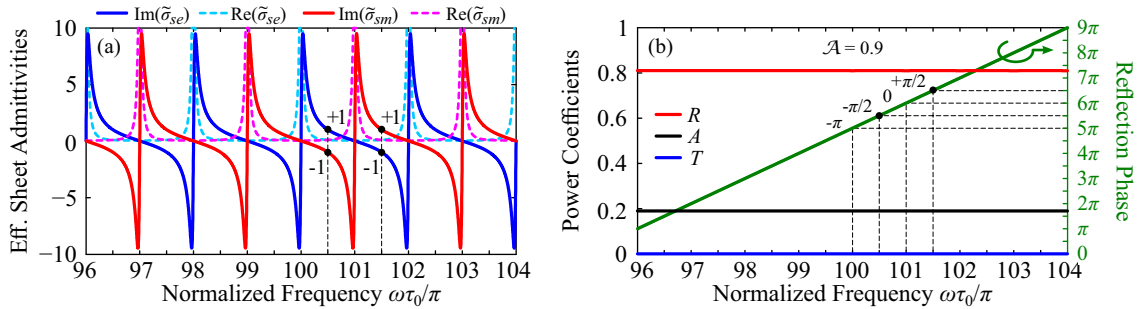 Im(σ̃se) Re(σ̃se) Im(σ̃sm) Re(σ̃sm)
(a)
Eff. Sheet Admittivities
10
5
0
−5
−10
+1 +1
-1 -1
96 97 98 99 100 101 102 103 104
Normalized Frequency ωτ0/π
(b)
𝒜 = 0.9
Power Coefficients
1
0.8
0.6
0.4
0.2
0
R
A
T
-π -π/2 0 +π/2
96 97 98 99 100 101 102 103 104
Normalized Frequency ωτ0/π
9π
8π
7π
6π
5π
4π
3π
2π
π
0
Reflection Phase